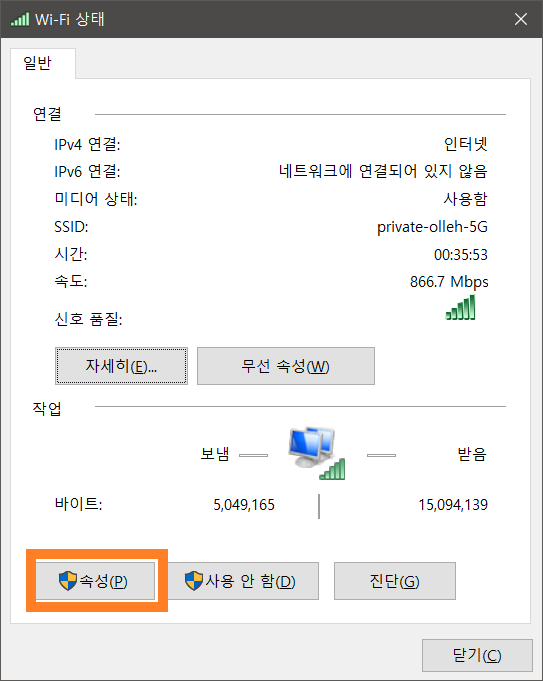 Wi-Fi 상태
일반
연결
IPv4 연결: 인터넷
IPv6 연결: 네트워크에 연결되어 있지 않음
미디어 상태: 사용함
SSID: private-olleh-5G
시간: 00:35:53
속도: 866.7 Mbps
신호 품질:
자세히(E)... 무선 속성(W)
작업
보냄 받음
바이트: 5,049,165 15,094,139
속성(P) 사용 안 함(D) 진단(G)
닫기(C)